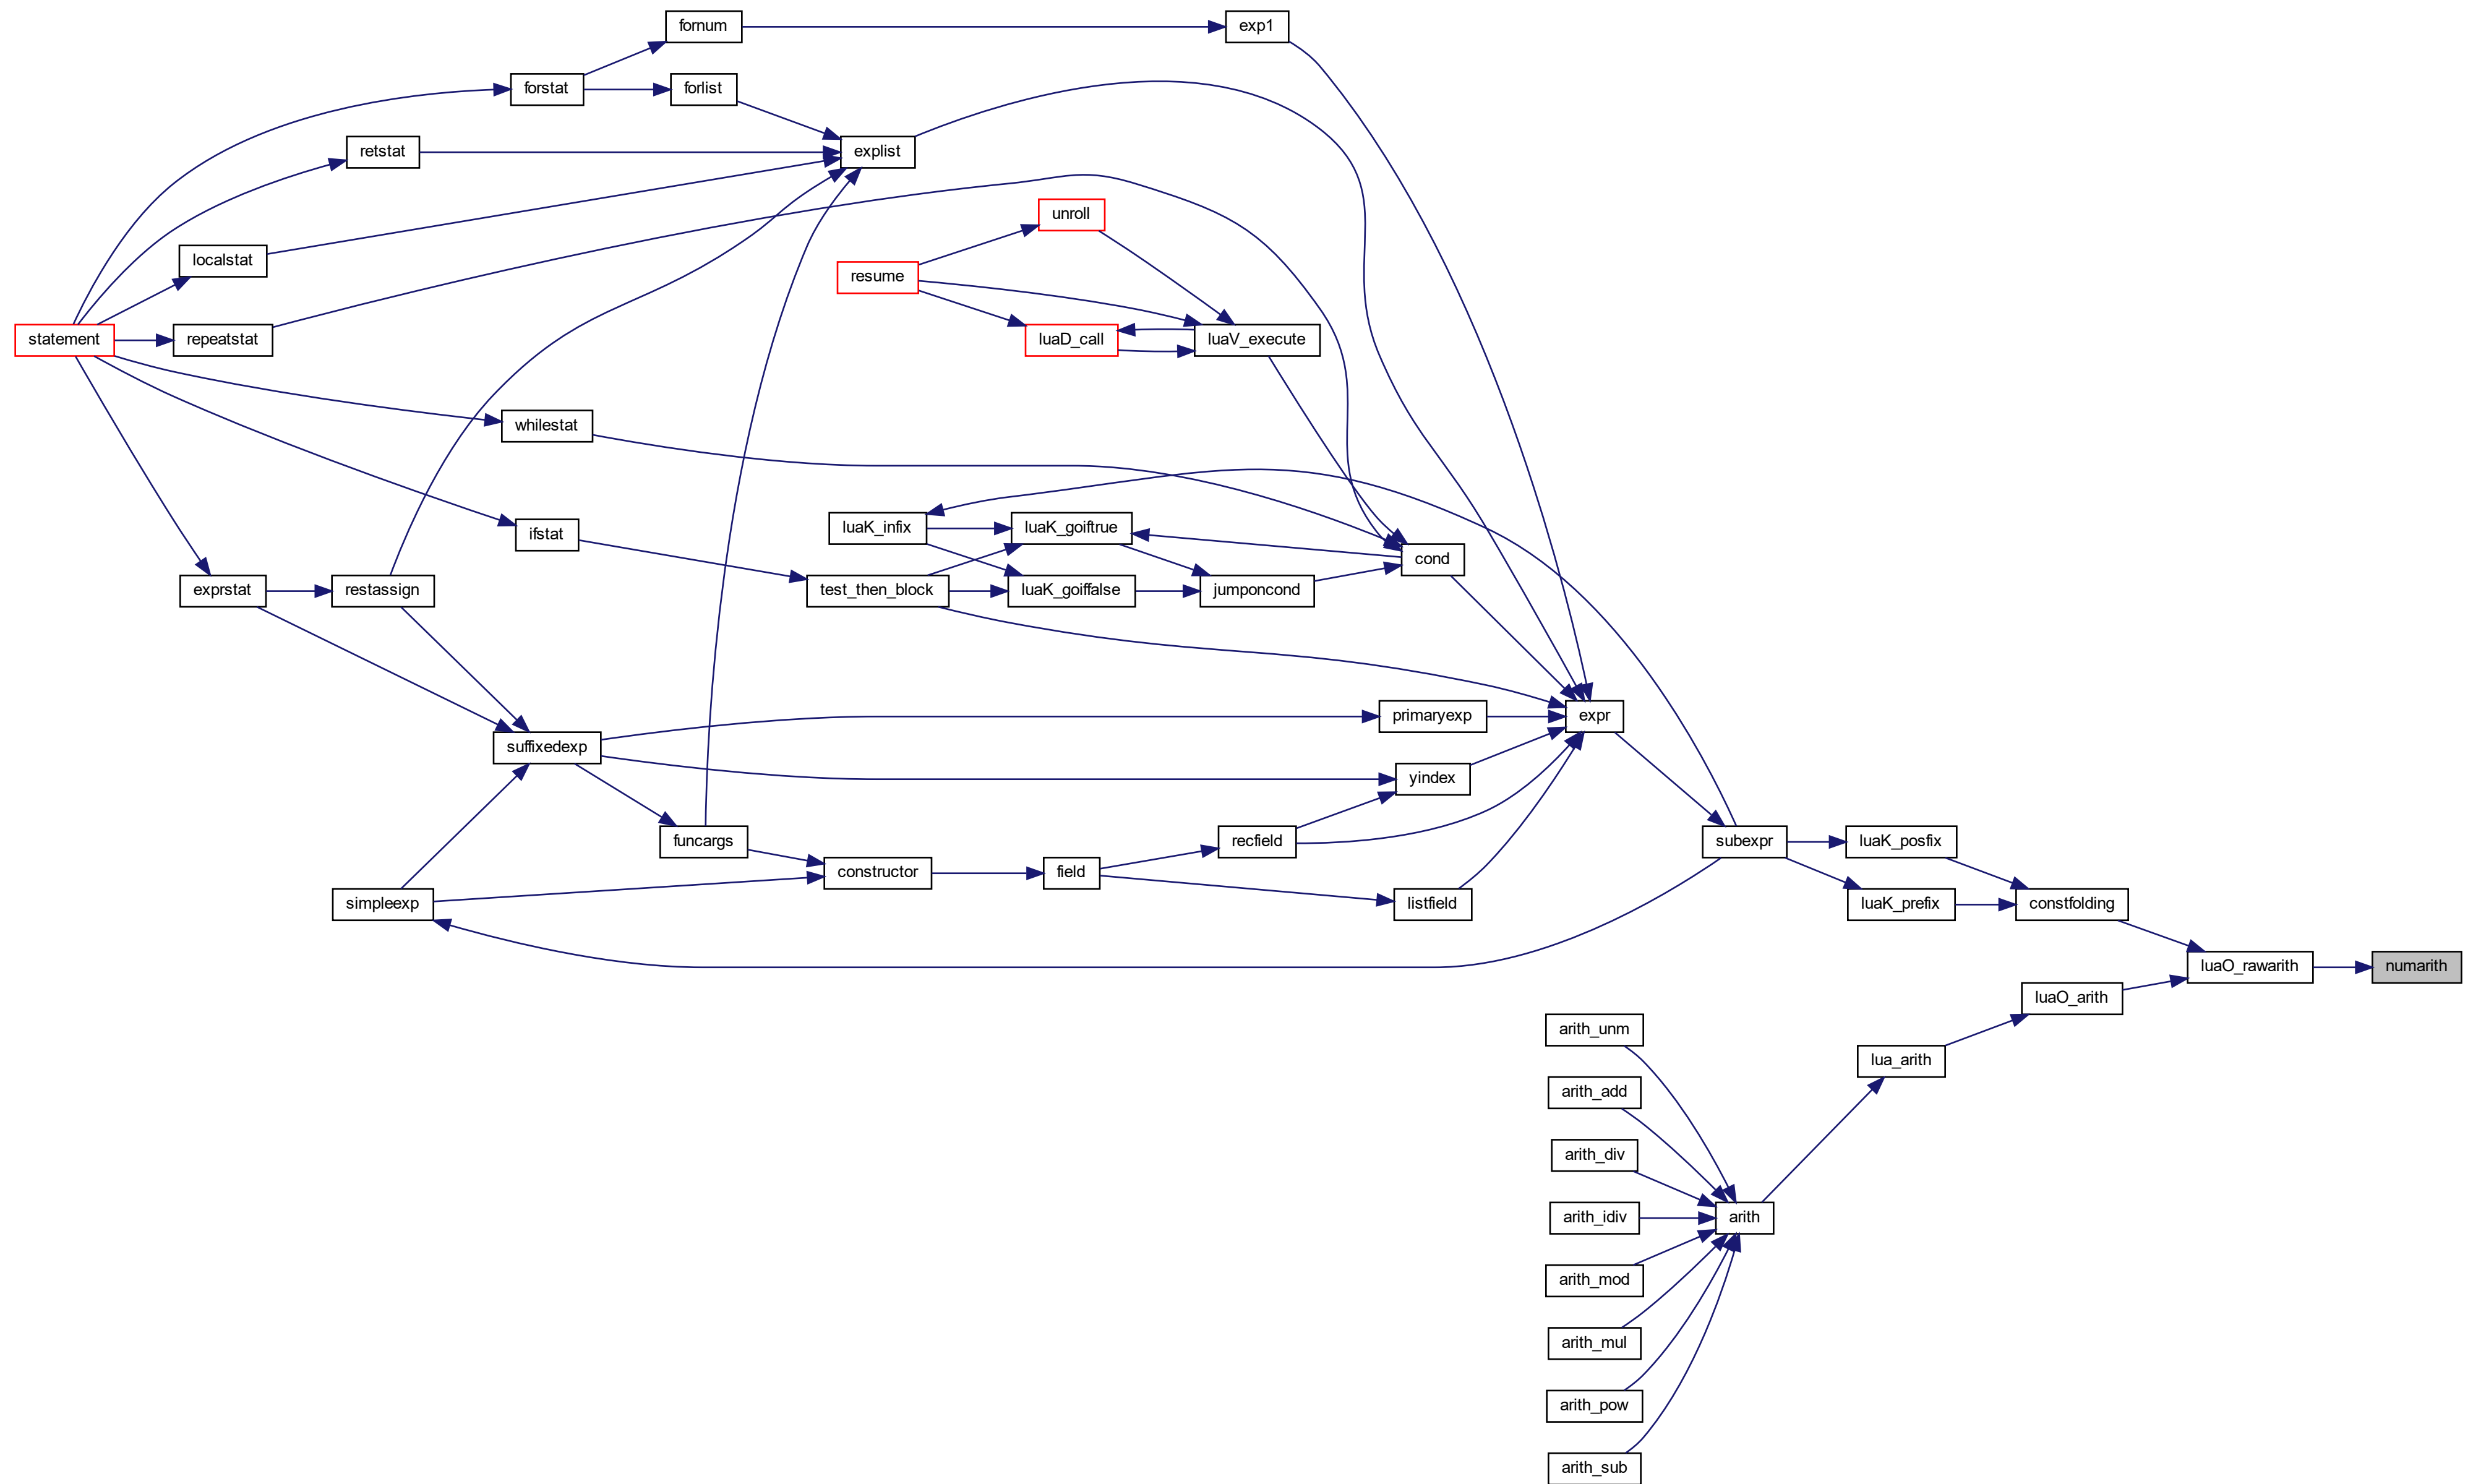 fornum
exp1
forstat
forlist
retstat
explist
unroll
localstat
resume
statement
repeatstat
luaD_call
luaV_execute
whilestat
luaK_infix
luaK_goiftrue
ifstat
cond
exprstat
restassign
test_then_block
luaK_goiffalse
jumponcond
primaryexp
expr
suffixedexp
yindex
funcargs
recfield
subexpr
luaK_posfix
constructor
field
simpleexp
listfield
luaK_prefix
constfolding
luaO_rawarith
numarith
luaO_arith
arith_unm
lua_arith
arith_add
arith_div
arith_idiv
arith
arith_mod
arith_mul
arith_pow
arith_sub